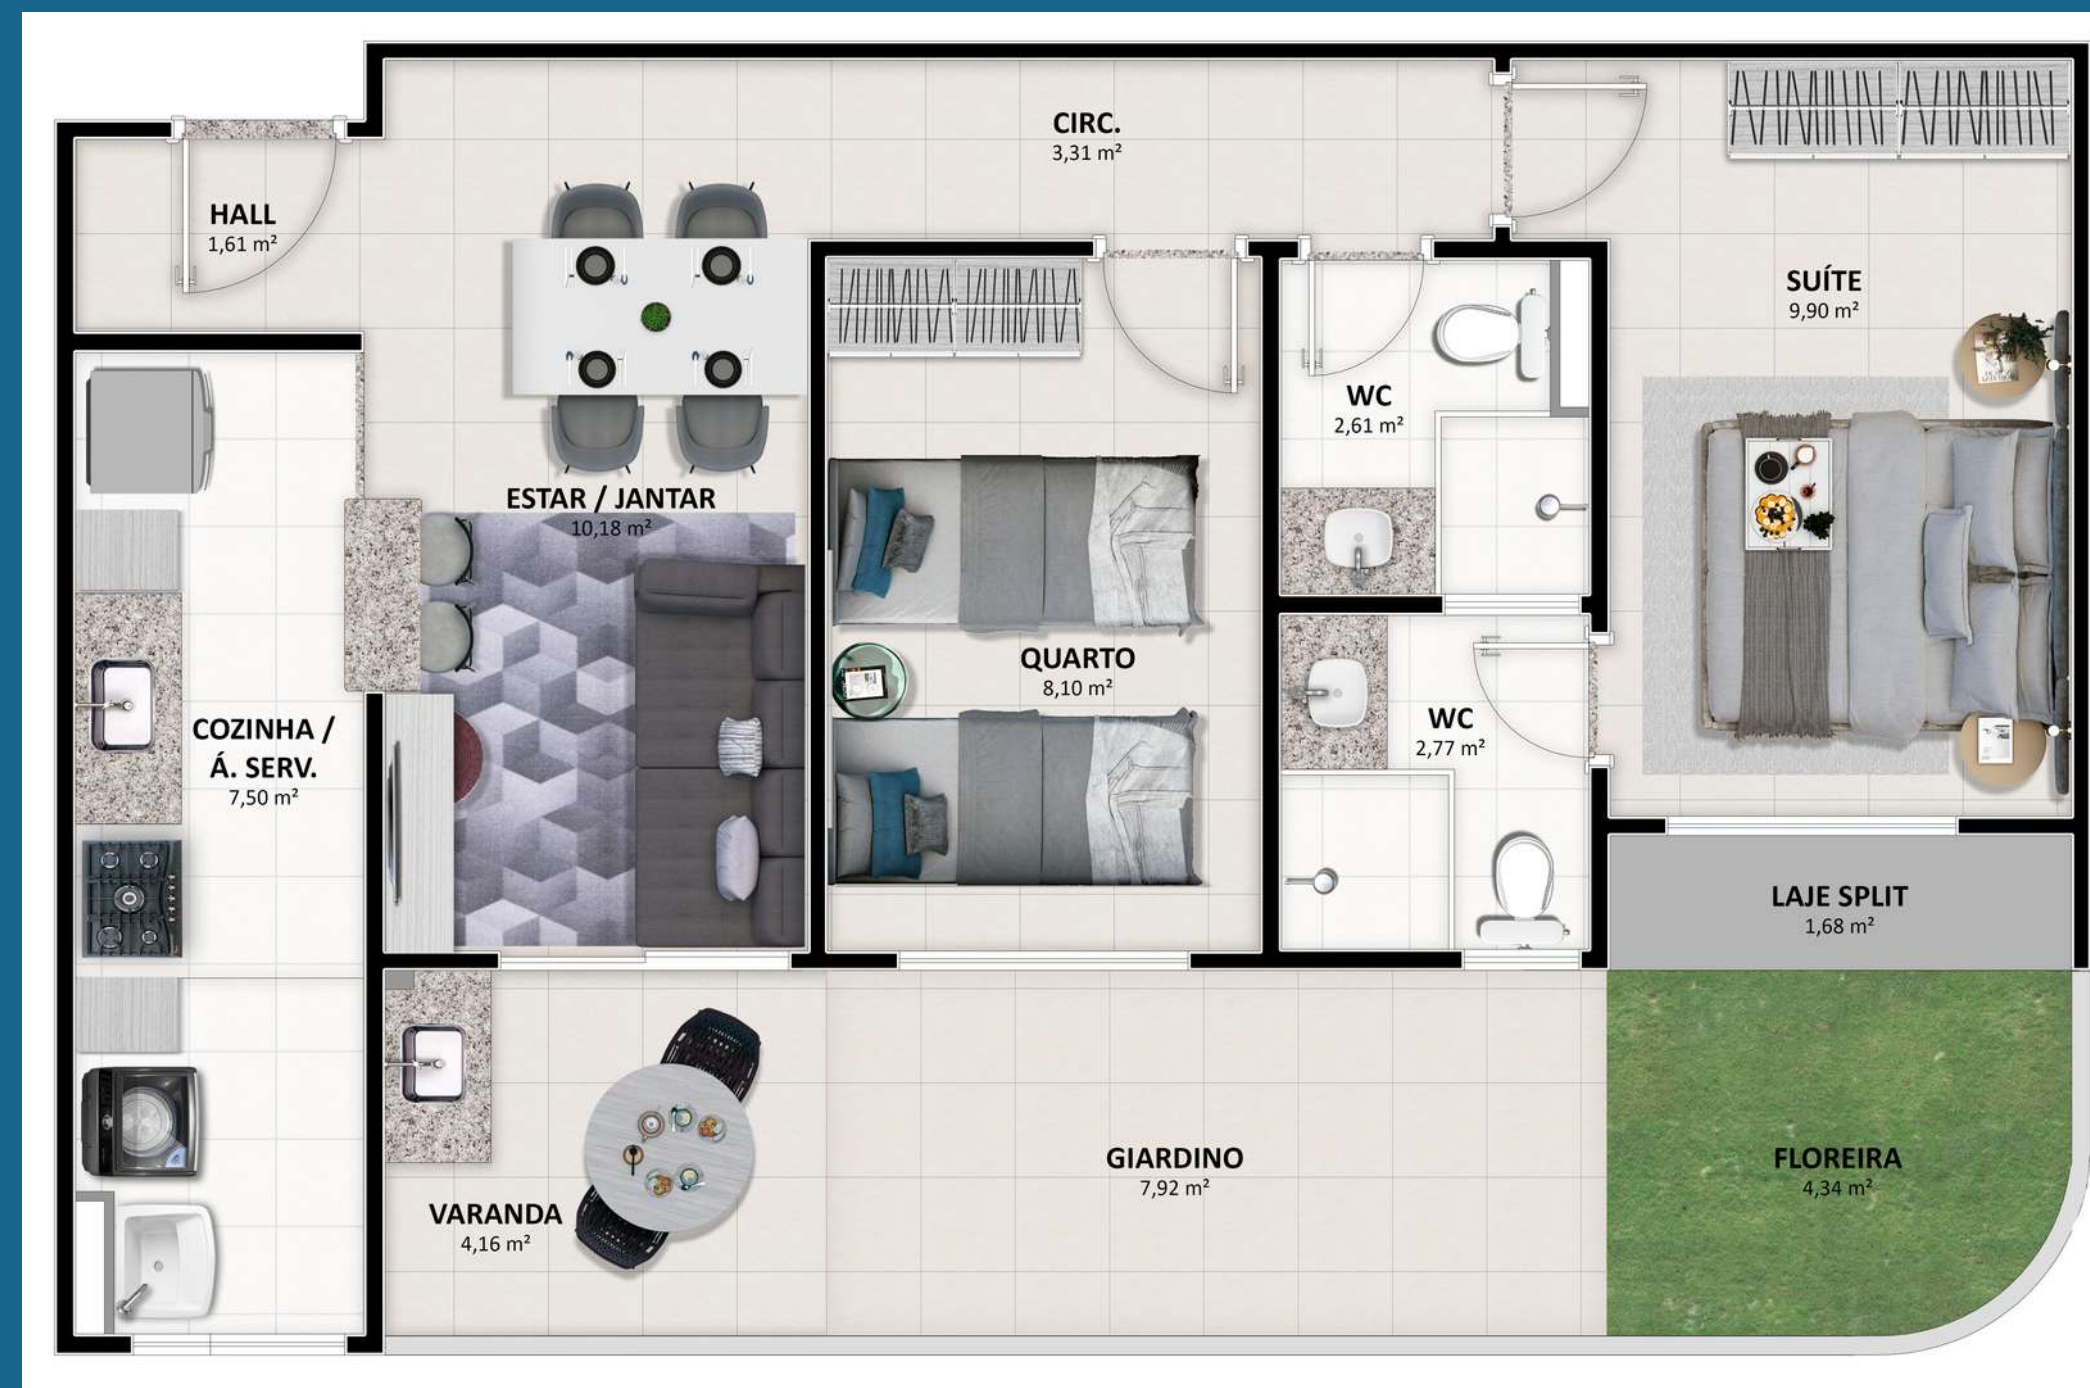 CIRC.
3,31 m²
HALL
1,61 m²
SUÍTE
9,90 m²
WC
2,61 m²
ESTAR / JANTAR
10,18 m²
QUARTO
8,10 m²
COZINHA /
Á. SERV.
7,50 m²
WC
2,77 m²
LAJE SPLIT
1,68 m²
GIARDINO
7,92 m²
FLOREIRA
4,34 m²
VARANDA
4,16 m²